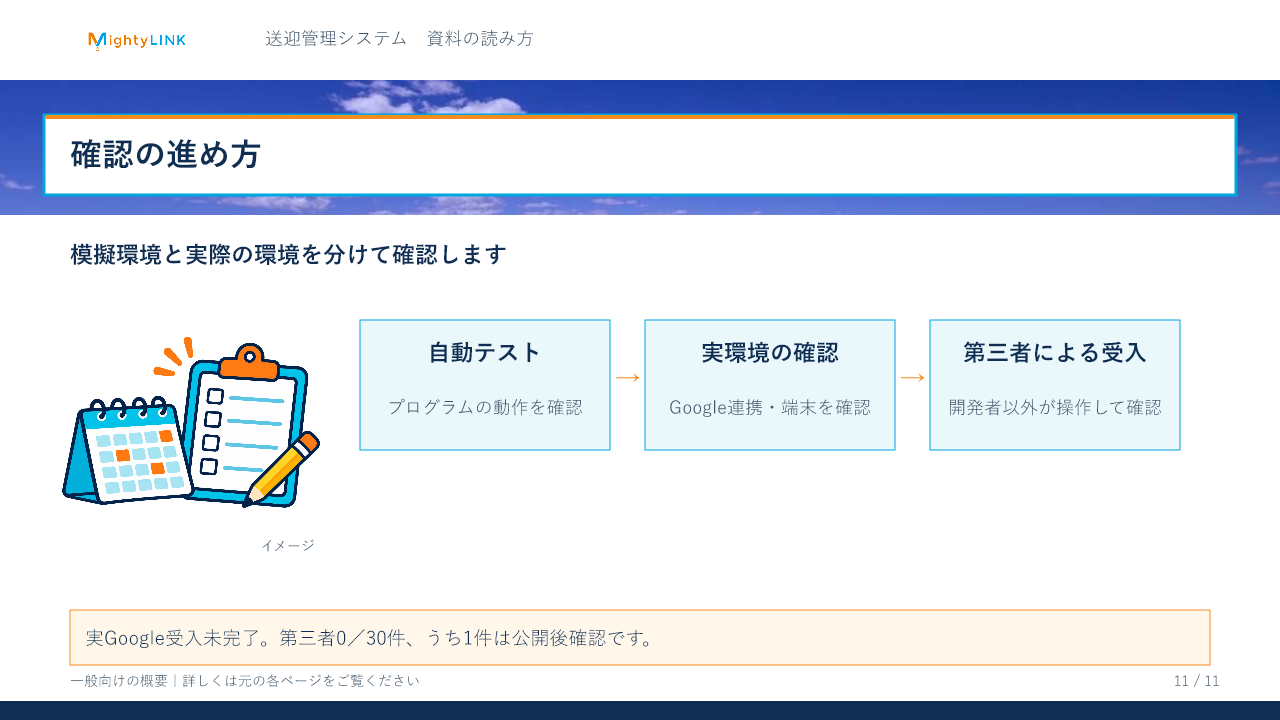 MightyLINK
送迎管理システム　資料の読み方
確認の進め方
模擬環境と実際の環境を分けて確認します
自動テスト
プログラムの動作を確認
→
実環境の確認
Google連携・端末を確認
→
第三者による受入
開発者以外が操作して確認
イメージ
実Google受入未完了。第三者0／30件、うち1件は公開後確認です。
一般向けの概要｜詳しくは元の各ページをご覧ください
11 / 11